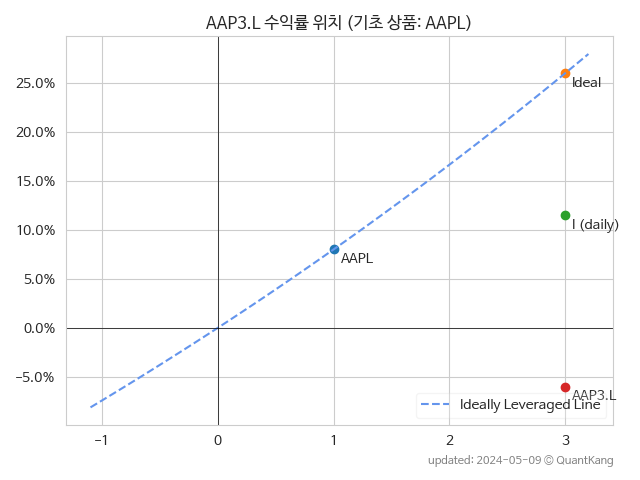 AAP3.L 수익률 위치 (기초 상품: AAPL)
25.0%
20.0%
15.0%
10.0%
5.0%
0.0%
−5.0%
Ideal
I (daily)
AAPL
AAP3.L
Ideally Leveraged Line
−1
0
1
2
3
updated: 2024-05-09 © QuantKang